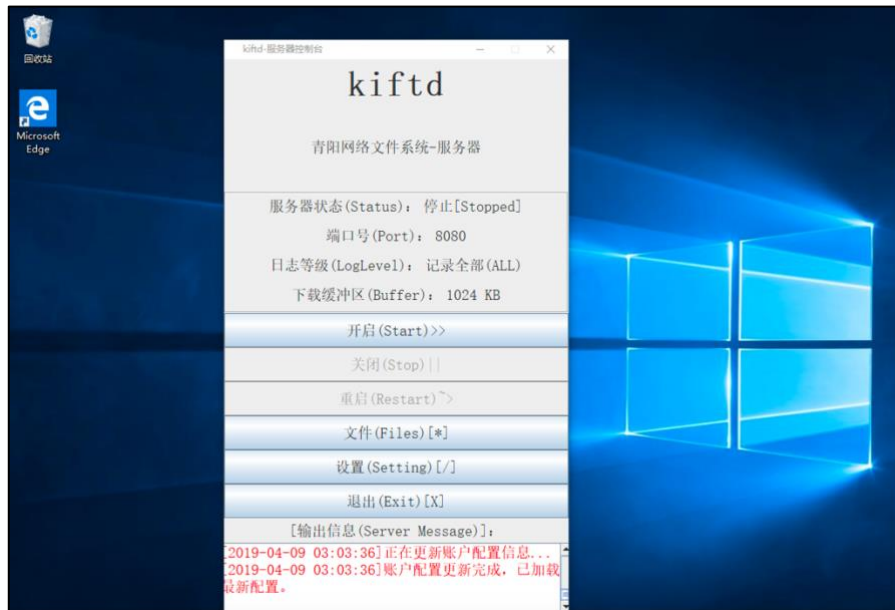 回收站
Microsoft
Edge
kiftd-服务器控制台
kiftd
青阳网络文件系统-服务器
服务器状态(Status)： 停止[Stopped]
端口号(Port)： 8080
日志等级(LogLevel)： 记录全部(ALL)
下载缓冲区(Buffer)： 1024 KB
开启(Start)>>
关闭(Stop)||
重启(Restart)~>
文件(Files)[*]
设置(Setting)[/]
退出(Exit)[X]
[输出信息(Server Message)]：
[2019-04-09 03:03:36]正在更新账户配置信息...
[2019-04-09 03:03:36]账户配置更新完成，已加载
最新配置。